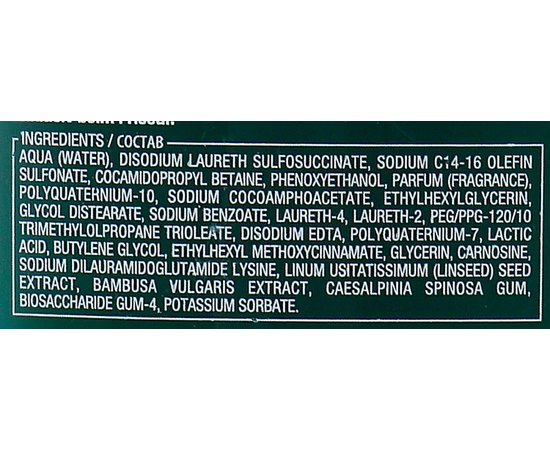 INGREDIENTS / СОСТАВ
AQUA (WATER), DISODIUM LAURETH SULFOSUCCINATE, SODIUM C14-16 OLEFIN
SULFONATE, COCAMIDOPROPYL BETAINE, PHENOXYETHANOL, PARFUM (FRAGRANCE),
POLYQUATERNIUM-10, SODIUM COCOAMPHOACETATE, ETHYLHEXYLGLYCERIN,
GLYCOL DISTEARATE, SODIUM BENZOATE, LAURETH-4, LAURETH-2, PEG/PPG-120/10
TRIMETHYLOLPROPANE TRIOLEATE, DISODIUM EDTA, POLYQUATERNIUM-7, LACTIC
ACID, BUTYLENE GLYCOL, ETHYLHEXYL METHOXYCINNAMATE, GLYCERIN, CARNOSINE,
SODIUM DILAURAMIDOGLUTAMIDE LYSINE, LINUM USITATISSIMUM (LINSEED) SEED
EXTRACT, BAMBUSA VULGARIS EXTRACT, CAESALPINIA SPINOSA GUM,
BIOSACCHARIDE GUM-4, POTASSIUM SORBATE.